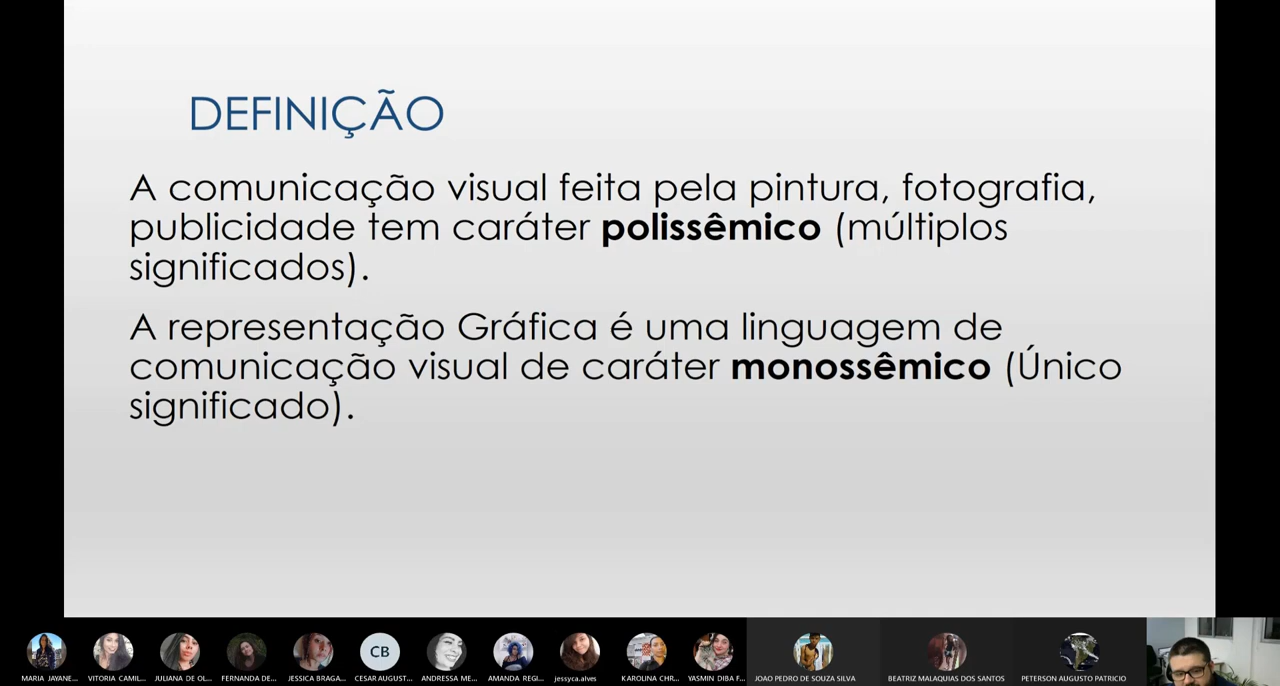 DEFINIÇÃO
A comunicação visual feita pela pintura, fotografia,
publicidade tem caráter polissêmico (múltiplos
significados).
A representação Gráfica é uma linguagem de
comunicação visual de caráter monossêmico (Único
significado).
CB
MARIA JAYANE...
VITORIA CAMIL...
JULIANA DE OL...
FERNANDA DE...
JESSICA BRAGA...
CESAR AUGUST...
ANDRESSA ME...
AMANDA REGI...
jessyca.alves
KAROLINA CHR...
YASMIN DIBA F...
JOAO PEDRO DE SOUZA SILVA
BEATRIZ MALAQUIAS DOS SANTOS
PETERSON AUGUSTO PATRICIO